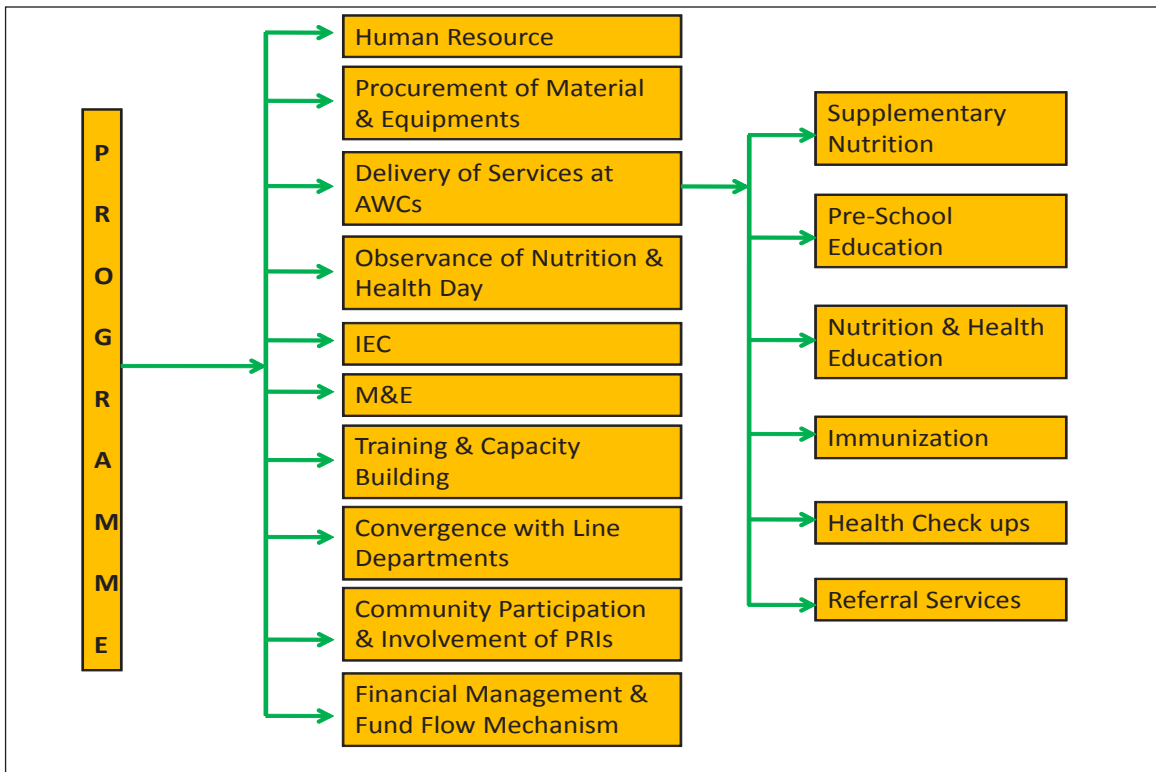 PROGRAMME
Human Resource
Procurement of Material
& Equipments
Delivery of Services at
AWCs
Observance of Nutrition &
Health Day
IEC
M&E
Training & Capacity
Building
Convergence with Line
Departments
Community Participation
& Involvement of PRIs
Financial Management &
Fund Flow Mechanism
Supplementary
Nutrition
Pre-School
Education
Nutrition & Health
Education
Immunization
Health Check ups
Referral Services